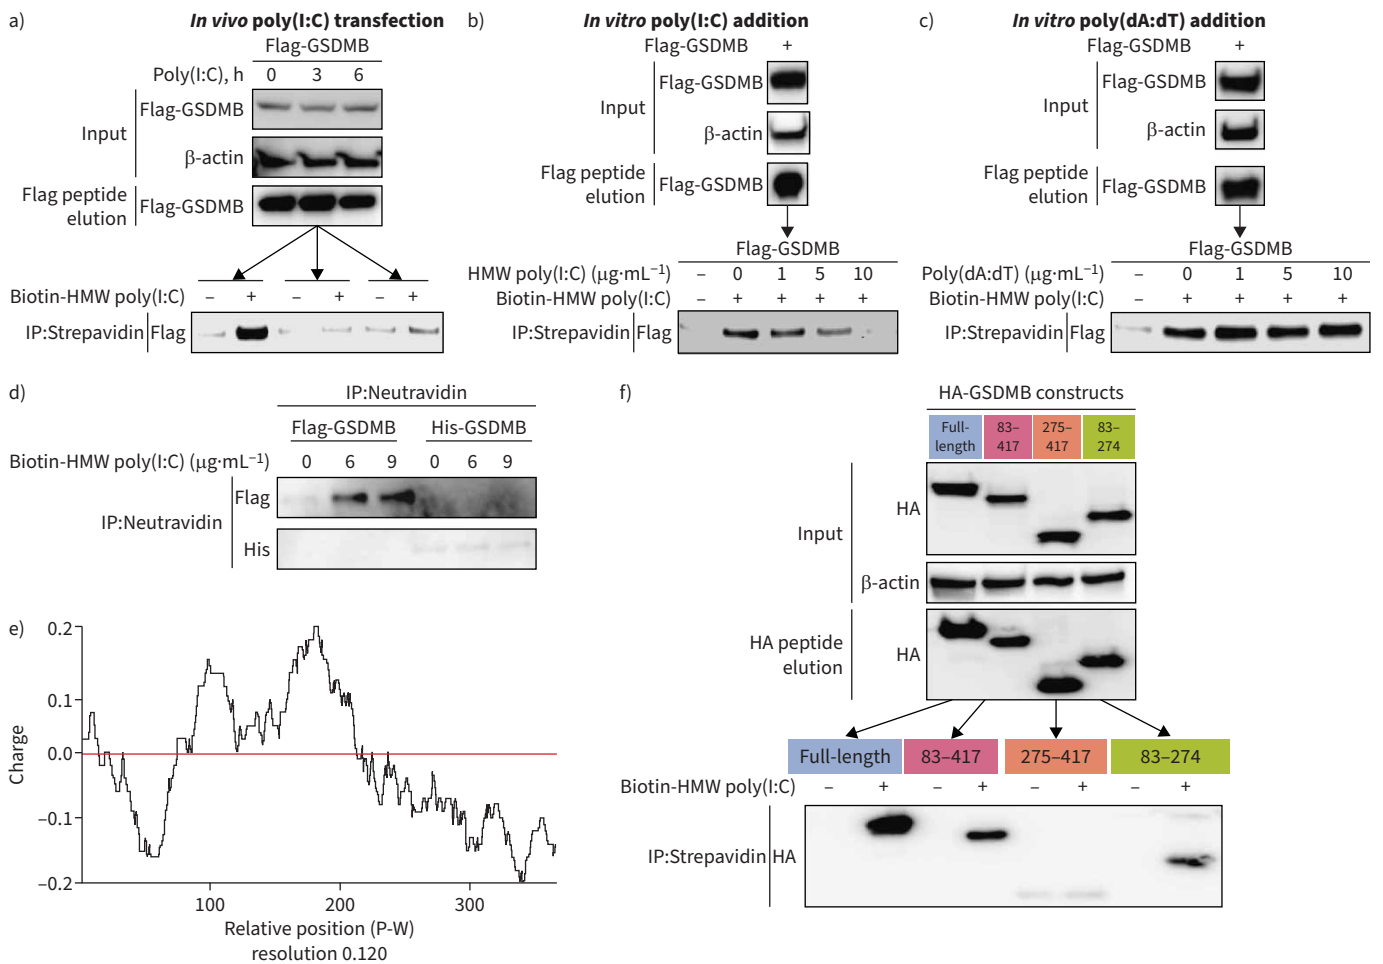 a)
In vivo poly(I:C) transfection
Flag-GSDMB
Poly(I:C), h 0 3 6
Input
Flag-GSDMB
β-actin
Flag peptide
elution
Flag-GSDMB
Biotin-HMW poly(I:C) – + – + – +
IP:Strepavidin Flag
b)
In vitro poly(I:C) addition
Flag-GSDMB +
Input
Flag-GSDMB
β-actin
Flag peptide
elution
Flag-GSDMB
Flag-GSDMB
HMW poly(I:C) (μg·mL–1) – 0 1 5 10
Biotin-HMW poly(I:C) – + + + +
IP:Strepavidin Flag
c)
In vitro poly(dA:dT) addition
Flag-GSDMB +
Input
Flag-GSDMB
β-actin
Flag peptide
elution
Flag-GSDMB
Flag-GSDMB
Poly(dA:dT) (μg·mL–1) – 0 1 5 10
Biotin-HMW poly(I:C) – + + + +
IP:Strepavidin Flag
d)
IP:Neutravidin
Flag-GSDMB His-GSDMB
Biotin-HMW poly(I:C) (μg·mL–1) 0 6 9 0 6 9
IP:Neutravidin
Flag
His
e)
Charge
0.2
0.1
0.0
–0.1
–0.2
100 200 300
Relative position (P-W)
resolution 0.120
f)
HA-GSDMB constructs
Full-
length
83–
417
275–
417
83–
274
Input
HA
β-actin
HA peptide
elution
HA
Full-length 83–417 275–417 83–274
Biotin-HMW poly(I:C) – + – + – + – +
IP:Strepavidin HA